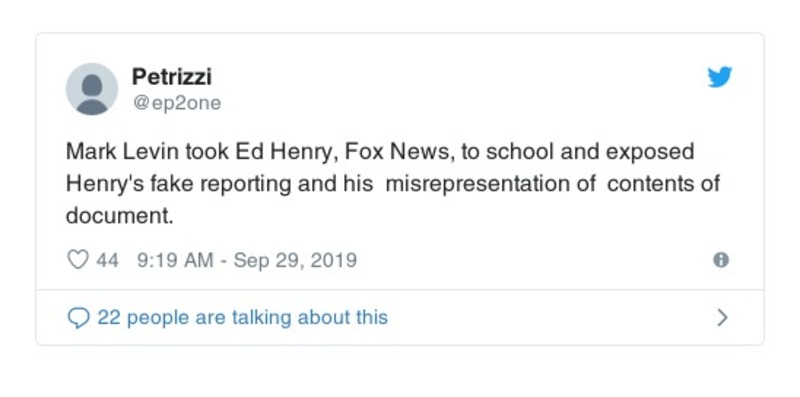 Petrizzi
@ep2one
Mark Levin took Ed Henry, Fox News, to school and exposed
Henry's fake reporting and his  misrepresentation of  contents of
document.
44 9:19 AM - Sep 29, 2019
22 people are talking about this